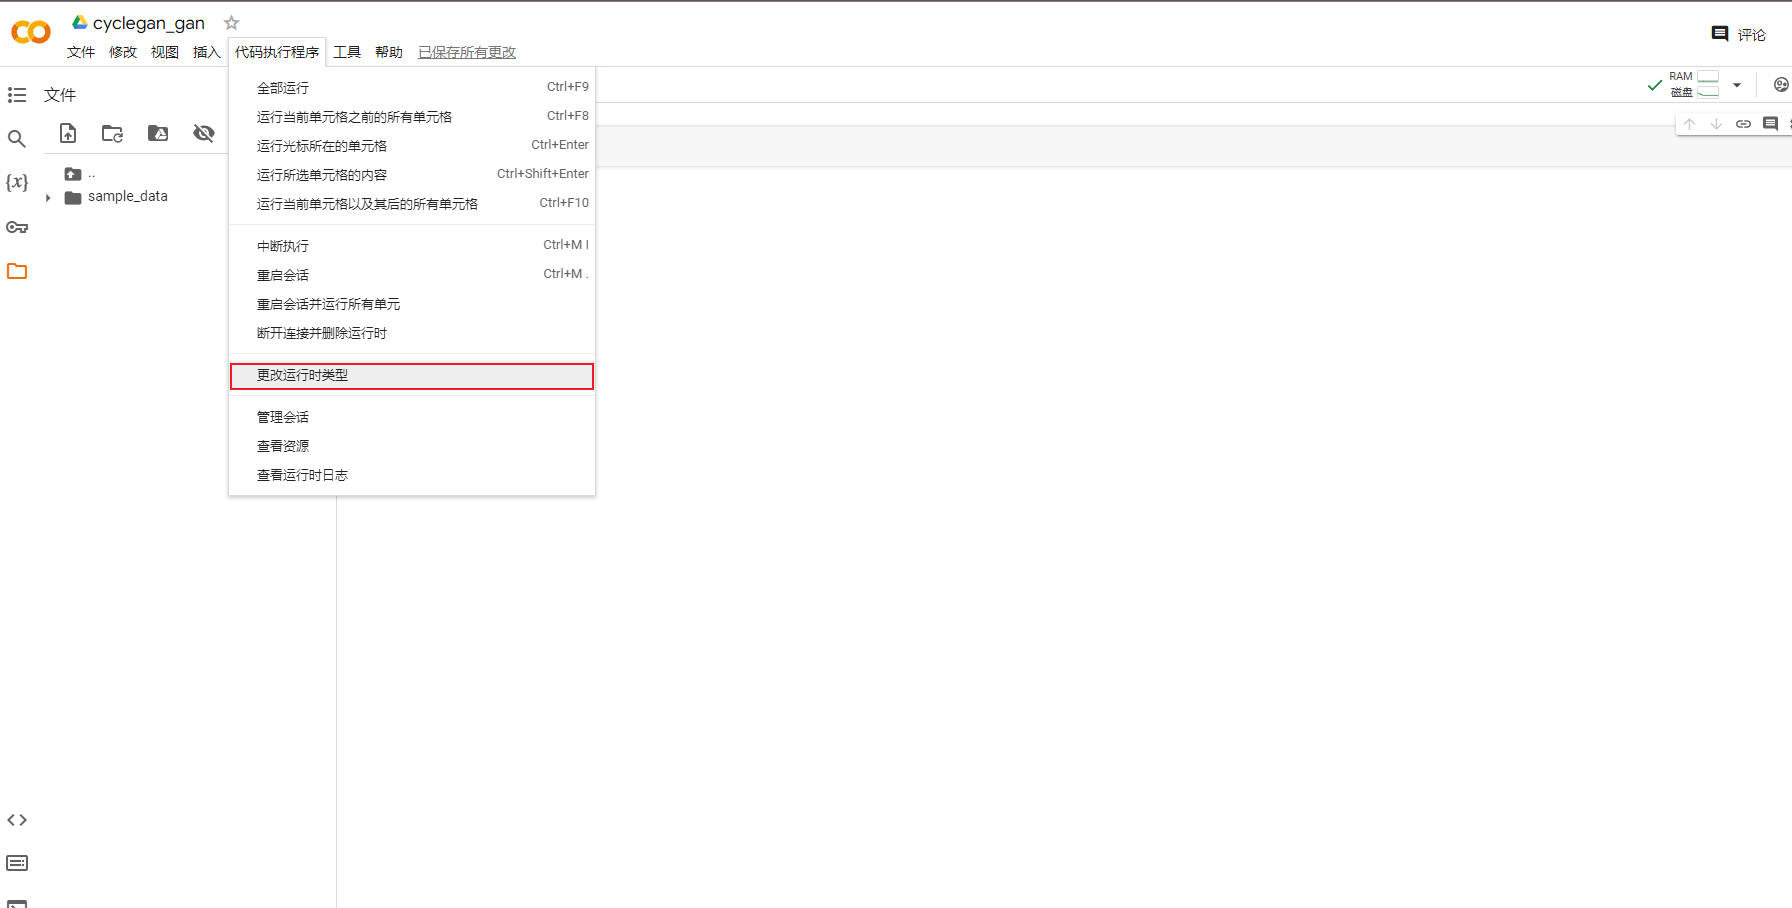 cyclegan_gan
文件 修改 视图 插入 代码执行程序 工具 帮助 已保存所有更改
评论
文件
RAM
磁盘
..
sample_data
全部运行 Ctrl+F9
运行当前单元格之前的所有单元格 Ctrl+F8
运行光标所在的单元格 Ctrl+Enter
运行所选单元格的内容 Ctrl+Shift+Enter
运行当前单元格以及其后的所有单元格 Ctrl+F10
中断执行 Ctrl+M I
重启会话 Ctrl+M .
重启会话并运行所有单元
断开连接并删除运行时
更改运行时类型
管理会话
查看资源
查看运行时日志